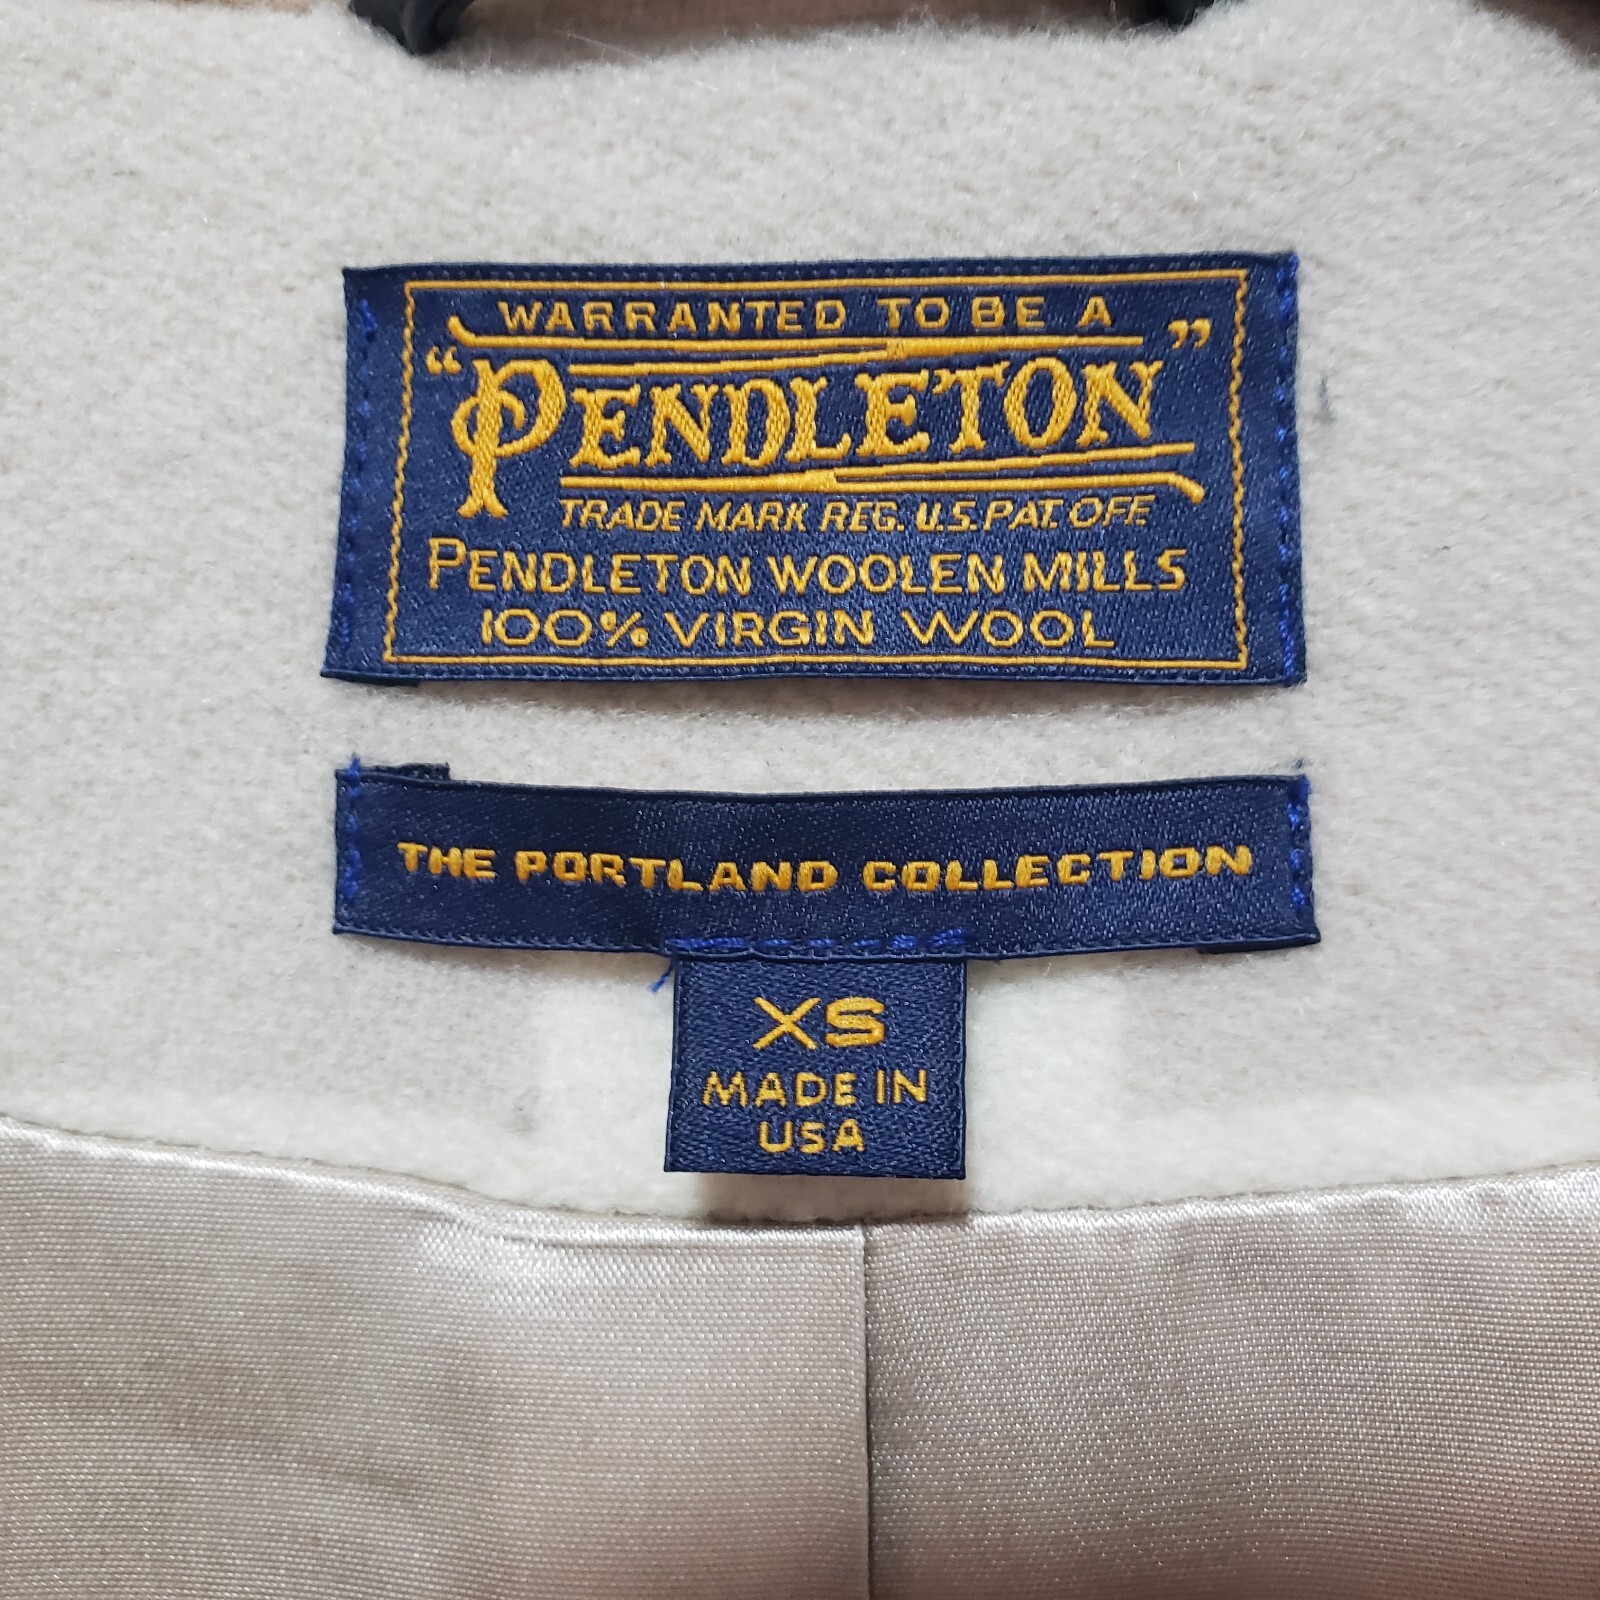 WARRANTED TO BE A
"PENDLETON"
TRADE MARK REG. U.S. PAT. OFF.
PENDLETON WOOLEN MILLS
100% VIRGIN WOOL
THE PORTLAND COLLECTION
XS
MADE IN
USA